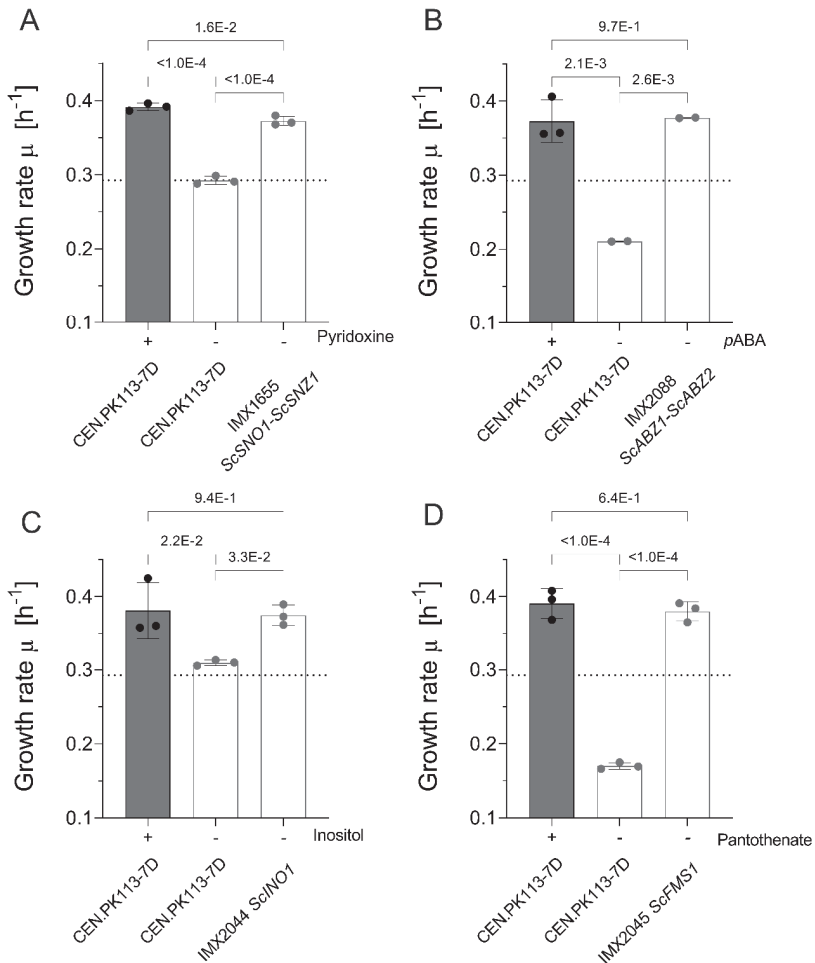 A
1.6E-2
<1.0E-4
<1.0E-4
Growth rate µ [h⁻¹]
0.4
0.3
0.2
0.1
+ - - Pyridoxine
CEN.PK113-7D
CEN.PK113-7D
IMX1655
ScSNO1-ScSNZ1
B
9.7E-1
2.1E-3
2.6E-3
Growth rate µ [h⁻¹]
0.4
0.3
0.2
0.1
+ - - pABA
CEN.PK113-7D
CEN.PK113-7D
IMX2088
ScABZ1-ScABZ2
C
9.4E-1
2.2E-2
3.3E-2
Growth rate µ [h⁻¹]
0.4
0.3
0.2
0.1
+ - - Inositol
CEN.PK113-7D
CEN.PK113-7D
IMX2044 ScINO1
D
6.4E-1
<1.0E-4
<1.0E-4
Growth rate µ [h⁻¹]
0.4
0.3
0.2
0.1
+ - - Pantothenate
CEN.PK113-7D
CEN.PK113-7D
IMX2045 ScFMS1